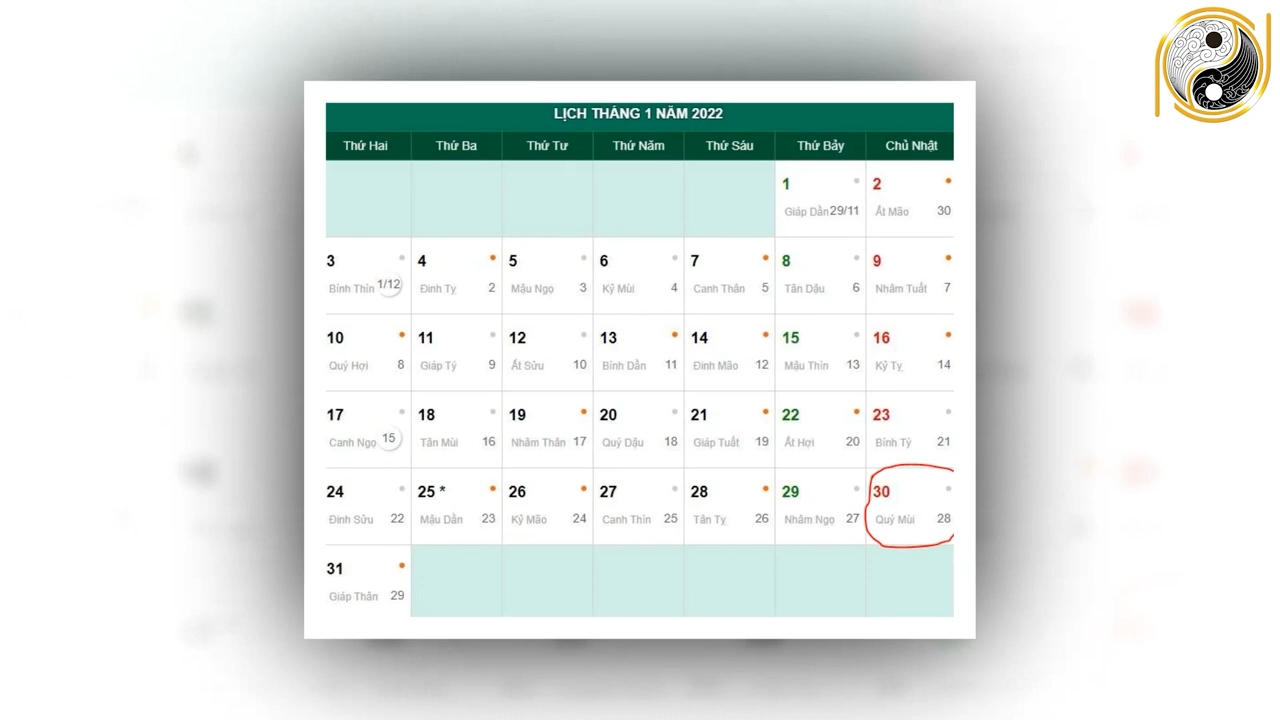 LỊCH THÁNG 1 NĂM 2022
Thứ Hai Thứ Ba Thứ Tư Thứ Năm Thứ Sáu Thứ Bảy Chủ Nhật
1 2
Giáp Dần 29/11 Ất Mão 30
3 4 5 6 7 8 9
Bính Thìn 1/12 Đinh Tỵ 2 Mậu Ngọ 3 Kỷ Mùi 4 Canh Thân 5 Tân Dậu 6 Nhâm Tuất 7
10 11 12 13 14 15 16
Quý Hợi 8 Giáp Tý 9 Ất Sửu 10 Bính Dần 11 Đinh Mão 12 Mậu Thìn 13 Kỷ Tỵ 14
17 18 19 20 21 22 23
Canh Ngọ 15 Tân Mùi 16 Nhâm Thân 17 Quý Dậu 18 Giáp Tuất 19 Ất Hợi 20 Bính Tý 21
24 25 * 26 27 28 29 30
Đinh Sửu 22 Mậu Dần 23 Kỷ Mão 24 Canh Thìn 25 Tân Tỵ 26 Nhâm Ngọ 27 Quý Mùi 28
31
Giáp Thân 29